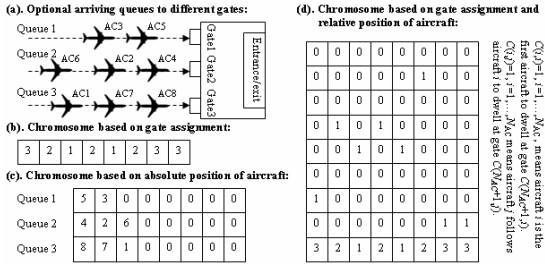 (a). Optional arriving queues to different gates:
Queue 1
AC3
AC5
Queue 2
AC6
AC2
AC4
Queue 3
AC1
AC7
AC8
Gate1
Gate2
Gate3
Entrance/exit
(b). Chromosome based on gate assignment:
3 2 1 2 1 2 3 3
(c). Chromosome based on absolute position of aircraft:
Queue 1 5 3 0 0 0 0 0 0
Queue 2 4 2 6 0 0 0 0 0
Queue 3 8 7 1 0 0 0 0 0
(d). Chromosome based on gate assignment and
relative position of aircraft:
0 0 0 0 0 0 0 0
0 0 0 0 0 1 0 0
0 0 0 0 0 0 0 0
0 1 0 1 0 0 0 0
0 0 1 0 1 0 0 0
0 0 0 0 0 0 0 0
1 0 0 0 0 0 0 0
0 0 0 0 0 0 1 1
3 2 1 2 1 2 3 3
C(i,i)=1, i=1,...,NAC, means aircraft i is the
first aircraft to dwell at gate C(NAC+1,i).
C(i,j)=1, i=1,...,NAC means aircraft j follows
aircraft i to dwell at gate C(NAC+1,j).